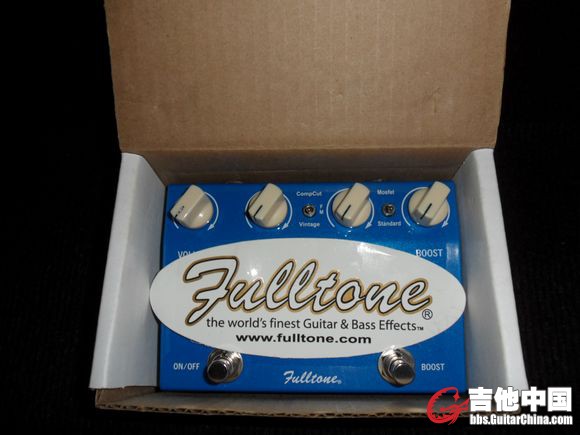 CompCut
Mosfet
F
M
Vintage
Standard
VOL
BOOST
Fulltone®
the world's finest Guitar & Bass Effects™
www.fulltone.com
ON/OFF
Fulltone®
BOOST
吉他中国
bbs.GuitarChina.com